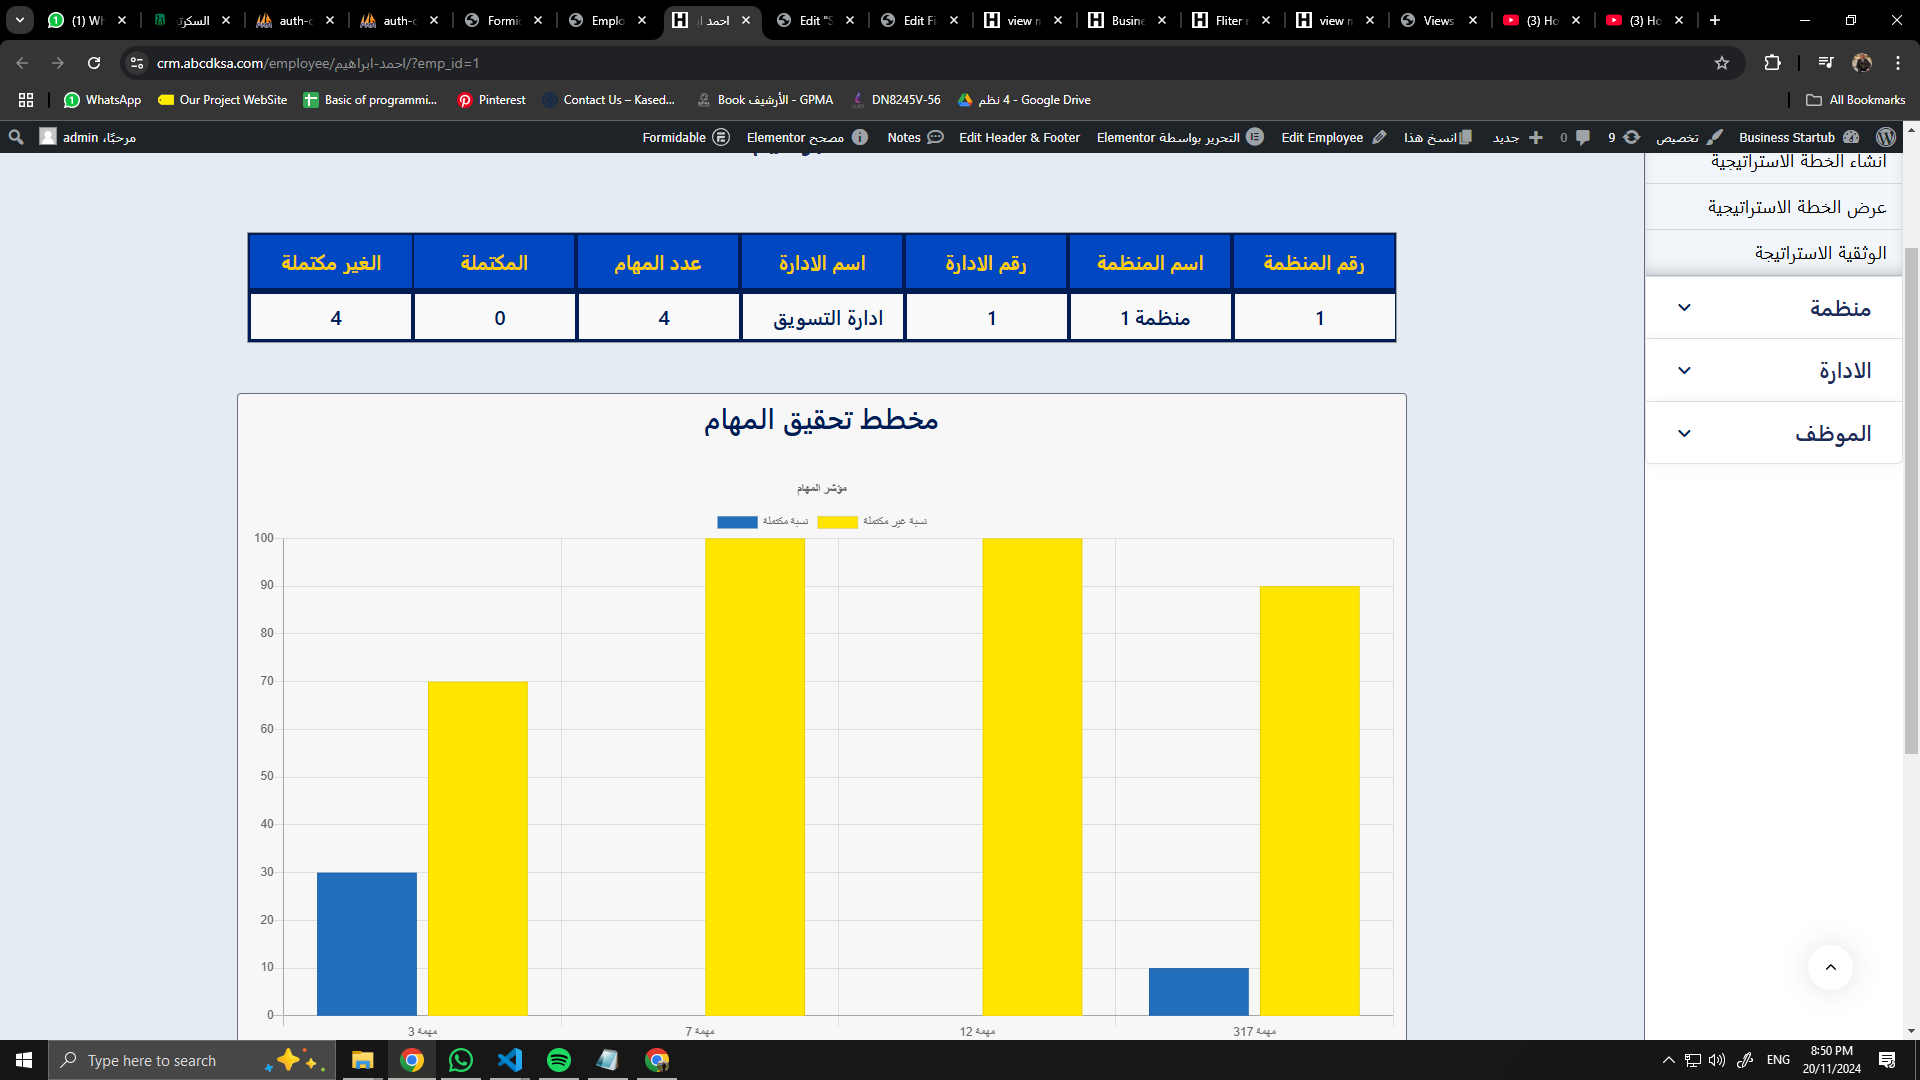 (1) Wh
السكرتي
auth-c
auth-c
Formi
Emplo
احمد ا
Edit "S
Edit Fi
view n
Busine
Fliter r
view n
Views
(3) Ho
(3) Ho
crm.abcdksa.com/employee/احمد-ابراهيم/?emp_id=1
WhatsApp
Our Project WebSite
Basic of programmi...
Pinterest
Contact Us – Kased...
Book الأرشيف - GPMA
DN8245V-56
4 نظم - Google Drive
All Bookmarks
مرحبًا، admin
Formidable
مصحح Elementor
Notes
Edit Header & Footer
التحرير بواسطة Elementor
Edit Employee
انسخ هذا
جديد
0
9
تخصيص
Business Startup
انشاء الخطة الاستراتيجية
عرض الخطة الاستراتيجية
الوثقية الاستراتيجة
منظمة
الادارة
الموظف
رقم المنظمة اسم المنظمة رقم الادارة اسم الادارة عدد المهام المكتملة الغير مكتملة
1 منظمة 1 1 ادارة التسويق 4 0 4
مخطط تحقيق المهام
مؤشر المهام
نسبة مكتملة نسبة غير مكتملة
100
90
80
70
60
50
40
30
20
10
0
مهمة 3
مهمة 7
مهمة 12
مهمة 317
Type here to search
ENG
8:50 PM
20/11/2024